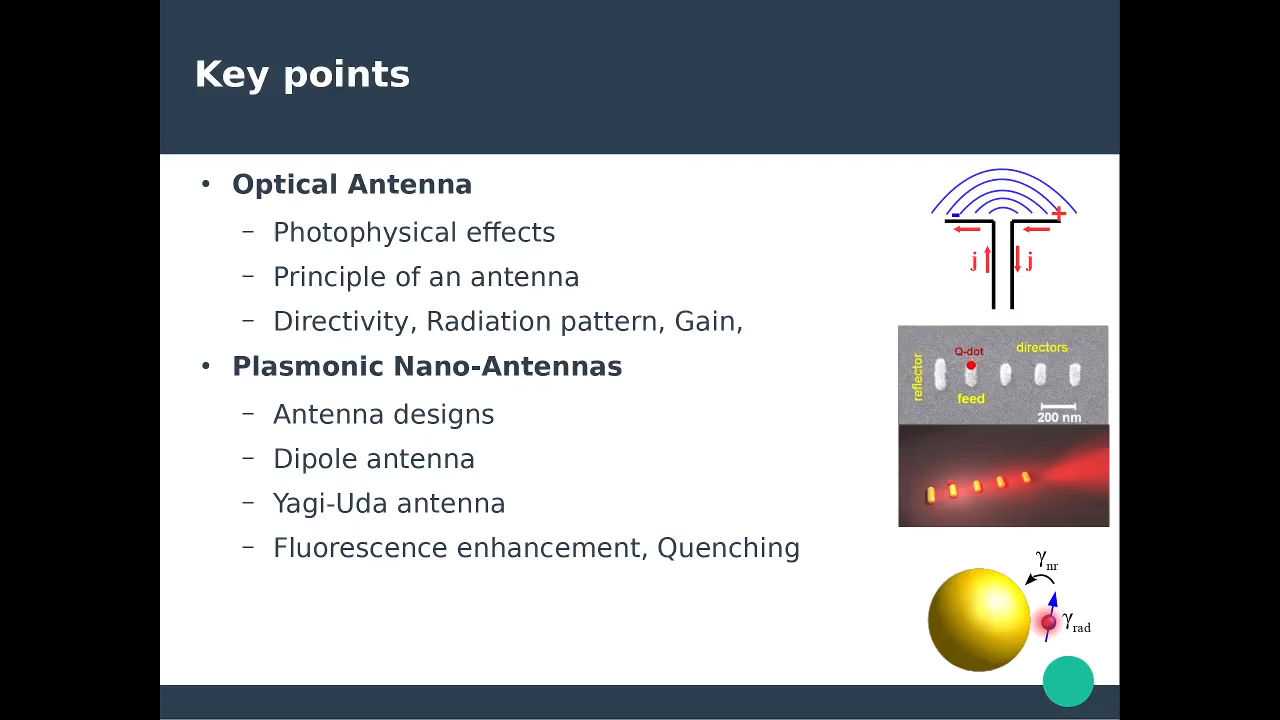 Key points
• Optical Antenna
– Photophysical effects
– Principle of an antenna
– Directivity, Radiation pattern, Gain,
• Plasmonic Nano-Antennas
– Antenna designs
– Dipole antenna
– Yagi-Uda antenna
– Fluorescence enhancement, Quenching
- +
j j
reflector
Q-dot
directors
feed
200 nm
γnr
γrad